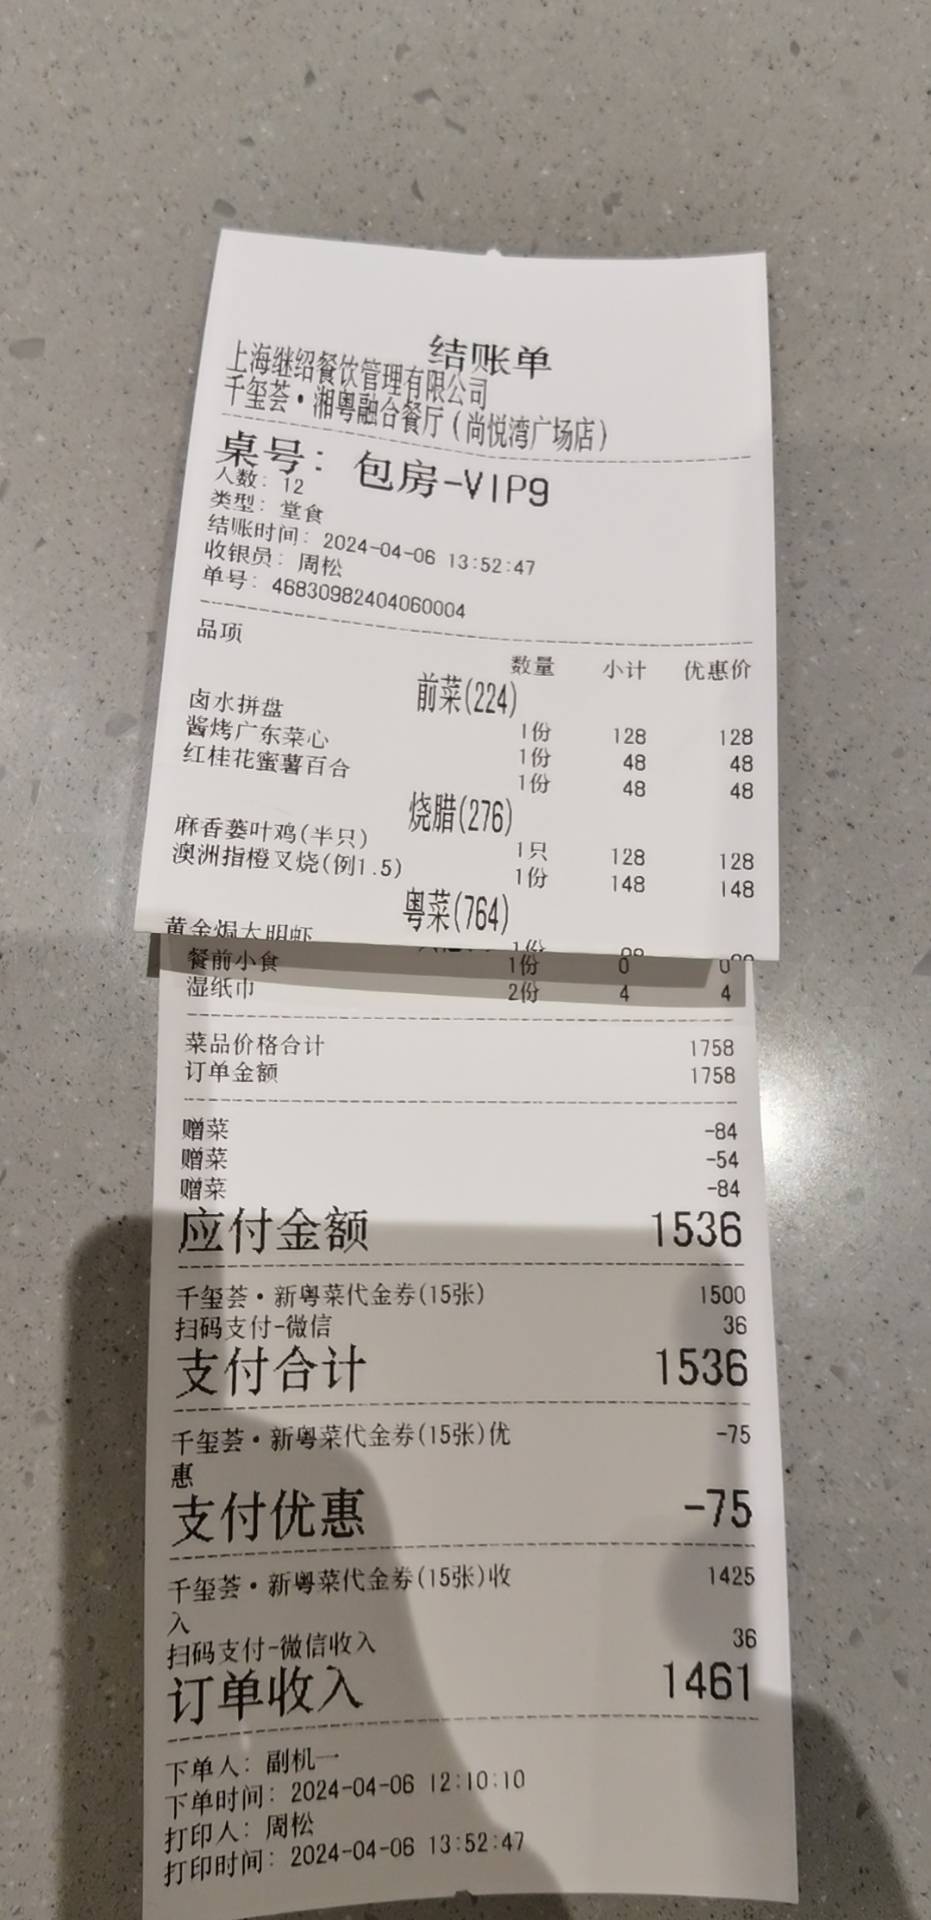 结账单
上海继绍餐饮管理有限公司
千玺荟·湘粤融合餐厅(尚悦湾广场店)
桌号: 包房-VIP9
人数: 12
类型: 堂食
结账时间: 2024-04-06 13:52:47
收银员: 周松
单号: 46830982404060004
品项 数量 小计 优惠价
前菜(224)
卤水拼盘 1份 128 128
酱烤广东菜心 1份 48 48
红桂花蜜薯百合 1份 48 48
烧腊(276)
麻香蒌叶鸡(半只) 1只 128 128
澳洲指橙叉烧(例1.5) 1份 148 148
粤菜(764)
黄金焗大明虾 1份
餐前小食 1份 0 0
湿纸巾 2份 4 4
菜品价格合计 1758
订单金额 1758
赠菜 -84
赠菜 -54
赠菜 -84
应付金额 1536
千玺荟·新粤菜代金券(15张) 1500
扫码支付-微信 36
支付合计 1536
千玺荟·新粤菜代金券(15张)优 -75
惠
支付优惠 -75
千玺荟·新粤菜代金券(15张)收 1425
入
扫码支付-微信收入 36
订单收入 1461
下单人: 副机一
下单时间: 2024-04-06 12:10:10
打印人: 周松
打印时间: 2024-04-06 13:52:47